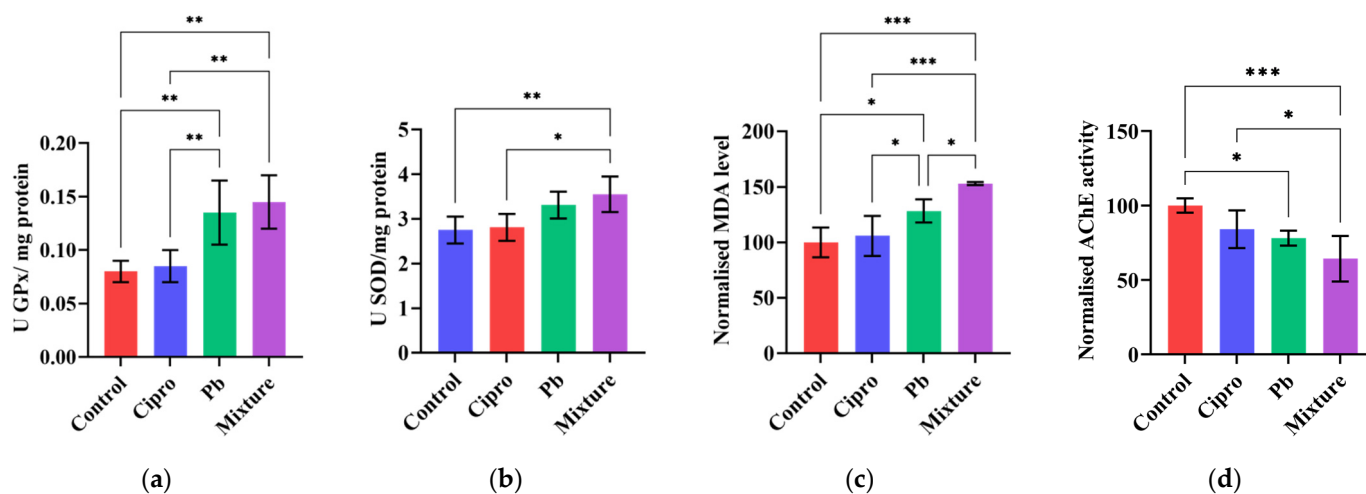 **
**
**
**
U GPx/ mg protein
0.20
0.15
0.10
0.05
0.00
Control
Cipro
Pb
Mixture
(a)
**
*
U SOD/mg protein
5
4
3
2
1
0
Control
Cipro
Pb
Mixture
(b)
***
***
*
*
*
Normalised MDA level
200
150
100
50
0
Control
Cipro
Pb
Mixture
(c)
***
*
*
Normalised AChE activity
150
100
50
0
Control
Cipro
Pb
Mixture
(d)